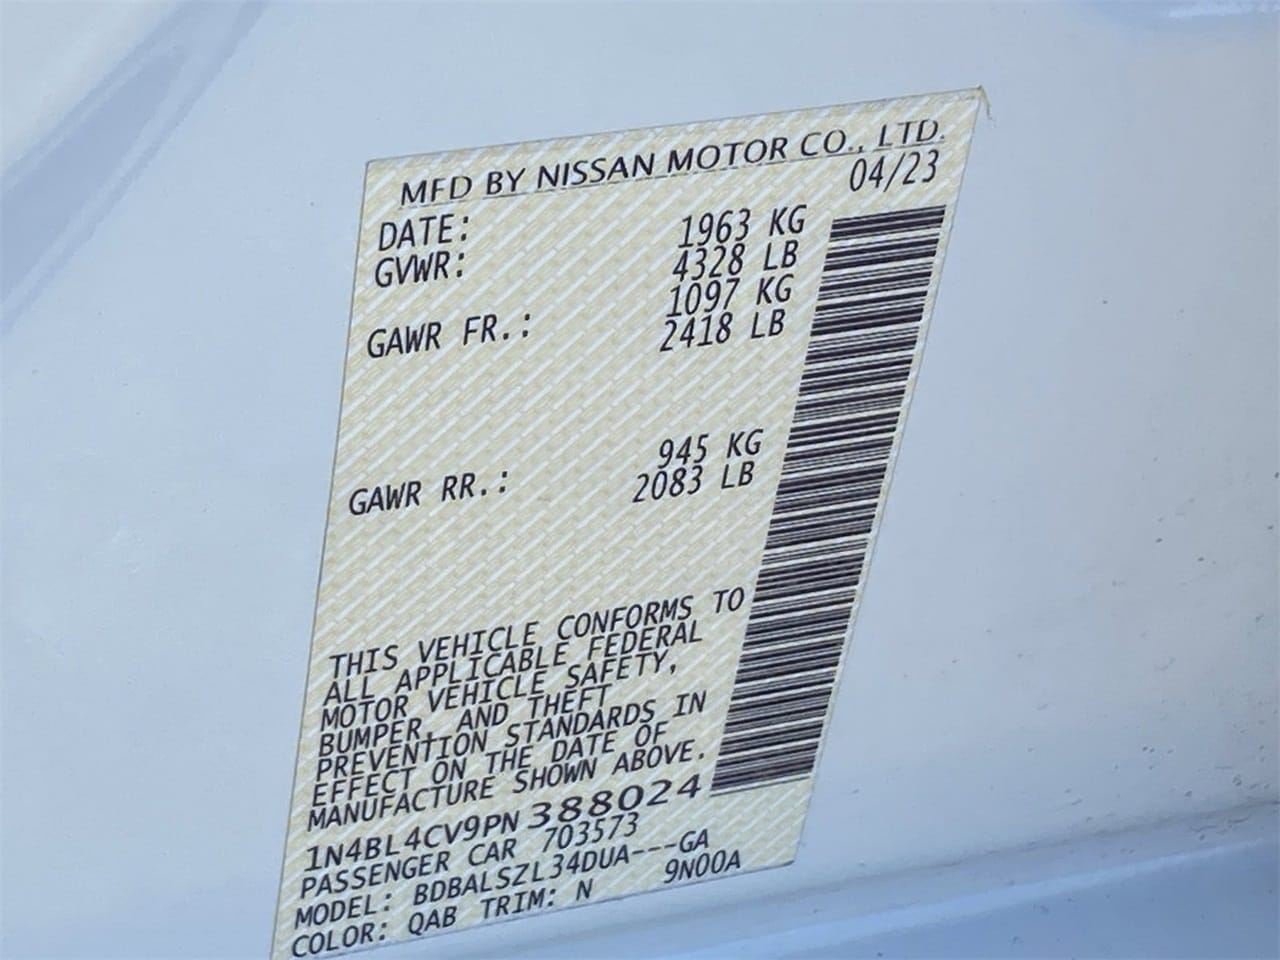 MFD BY NISSAN MOTOR CO., LTD.
DATE: 04/23
GVWR: 1963 KG
4328 LB
GAWR FR.: 1097 KG
2418 LB
GAWR RR.: 945 KG
2083 LB
THIS VEHICLE CONFORMS TO
ALL APPLICABLE FEDERAL
MOTOR VEHICLE SAFETY,
BUMPER, AND THEFT
PREVENTION STANDARDS IN
EFFECT ON THE DATE OF
MANUFACTURE SHOWN ABOVE.
1N4BL4CV9PN388024
PASSENGER CAR 703573
MODEL: BDBALSZL34DUA---GA
COLOR: QAB TRIM: N 9N00A